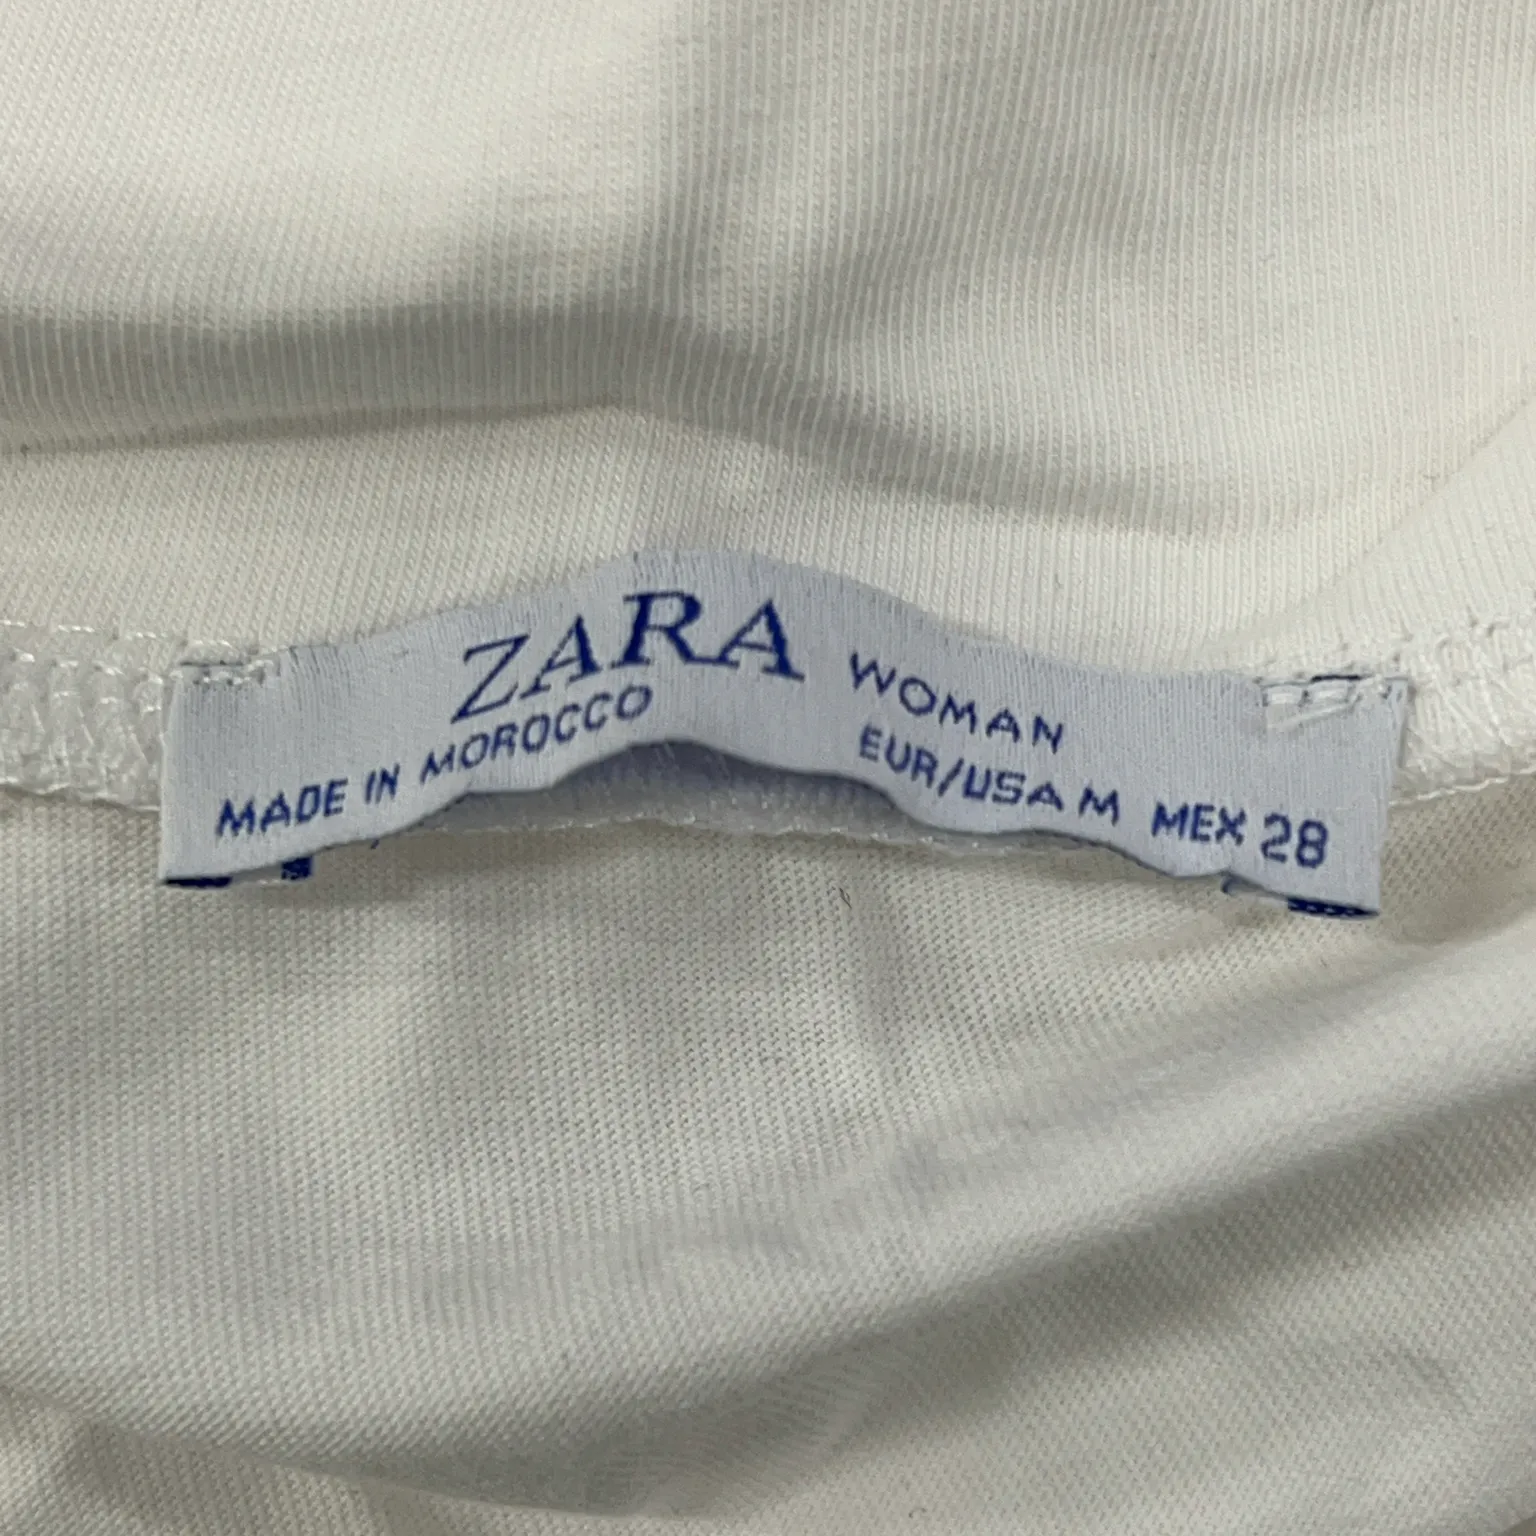 ZARA WOMAN
MADE IN MOROCCO EUR/USA M MEX 28